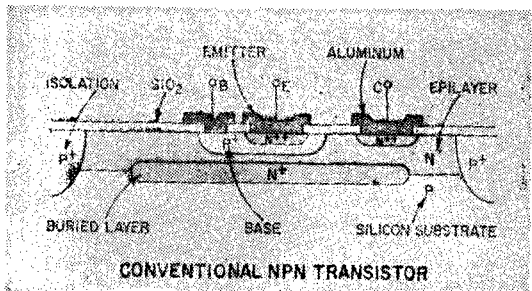 EMITTER ALUMINUM
ISOLATION SiO₂ B E C EPILAYER
N++ N++
P+ P N P+
N+
P
BURIED LAYER BASE SILICON SUBSTRATE
CONVENTIONAL NPN TRANSISTOR